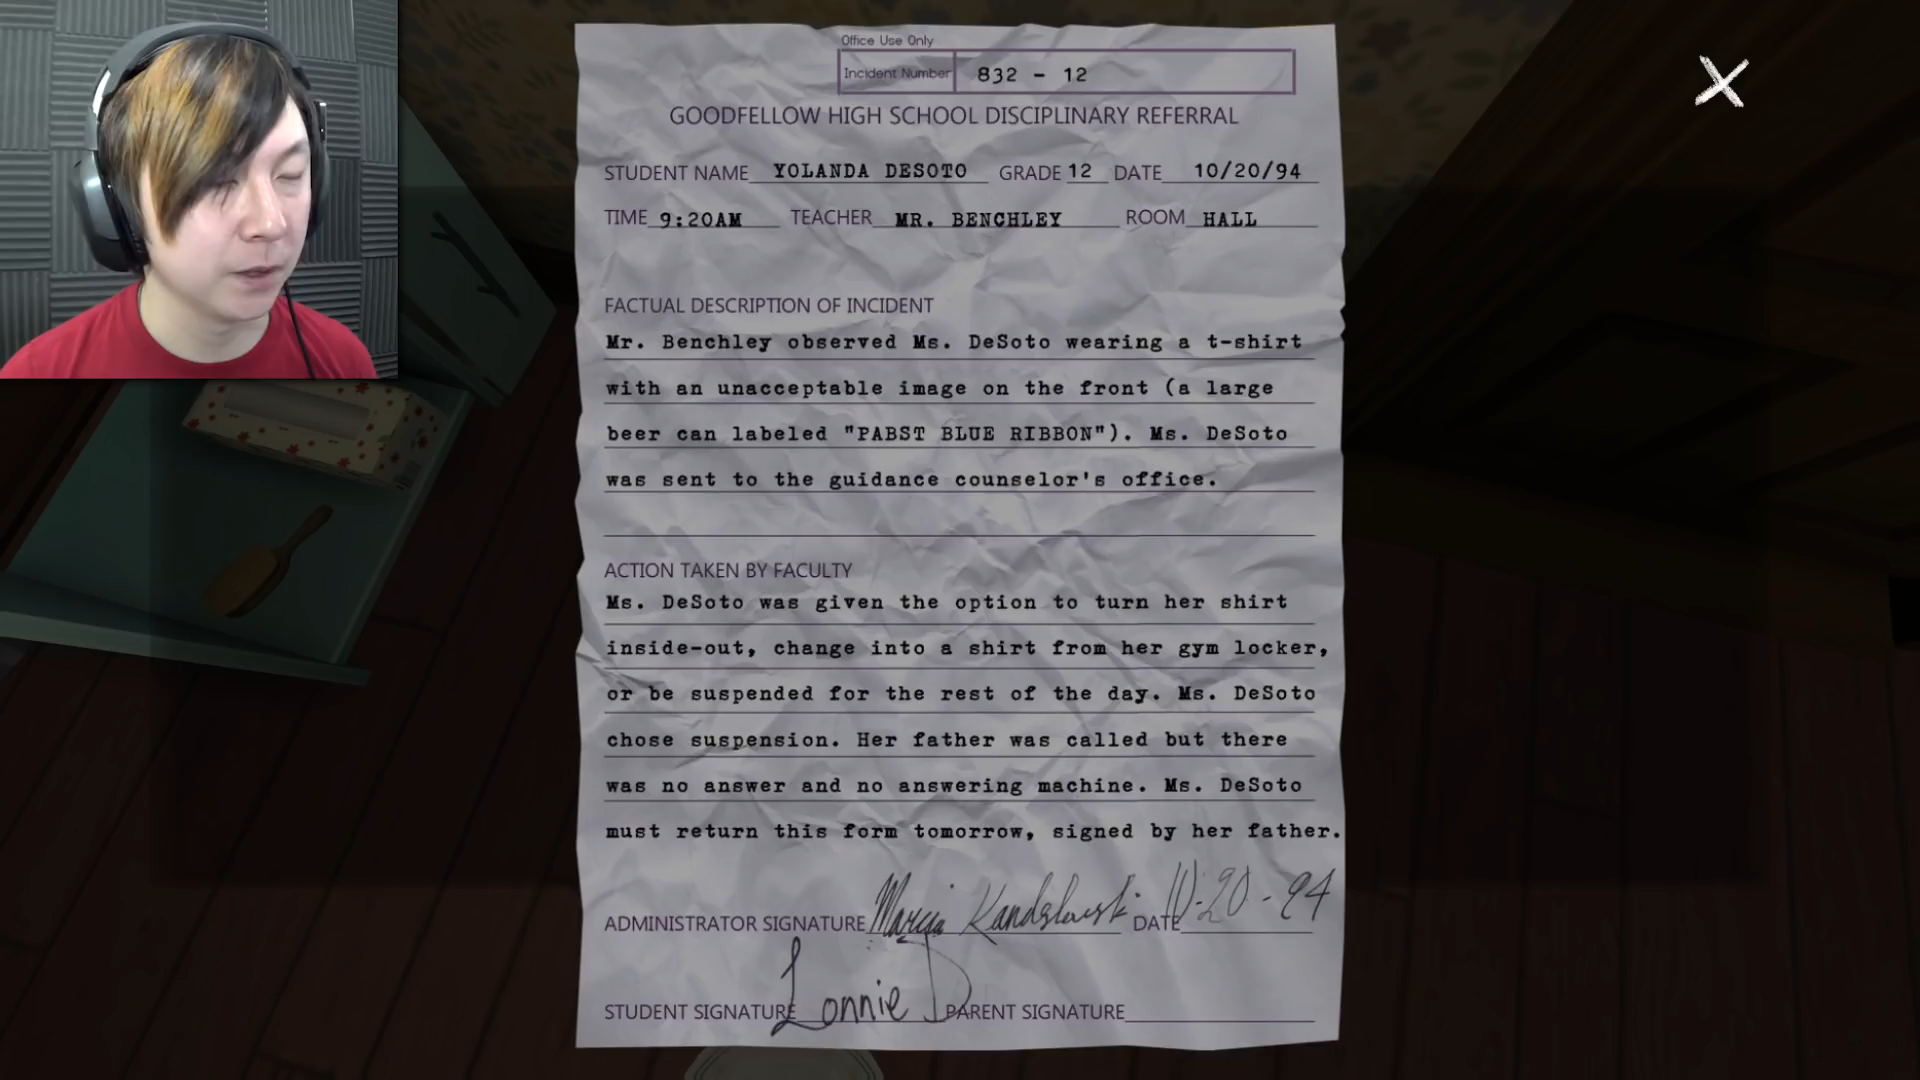 Office Use Only
Incident Number 832 - 12
GOODFELLOW HIGH SCHOOL DISCIPLINARY REFERRAL
STUDENT NAME YOLANDA DESOTO GRADE 12 DATE 10/20/94
TIME 9:20AM TEACHER MR. BENCHLEY ROOM HALL
FACTUAL DESCRIPTION OF INCIDENT
Mr. Benchley observed Ms. DeSoto wearing a t-shirt
with an unacceptable image on the front (a large
beer can labeled "PABST BLUE RIBBON"). Ms. DeSoto
was sent to the guidance counselor's office.
ACTION TAKEN BY FACULTY
Ms. DeSoto was given the option to turn her shirt
inside-out, change into a shirt from her gym locker,
or be suspended for the rest of the day. Ms. DeSoto
chose suspension. Her father was called but there
was no answer and no answering machine. Ms. DeSoto
must return this form tomorrow, signed by her father.
ADMINISTRATOR SIGNATURE Marcia DATE 10-20-94
STUDENT SIGNATURE Lonnie D PARENT SIGNATURE